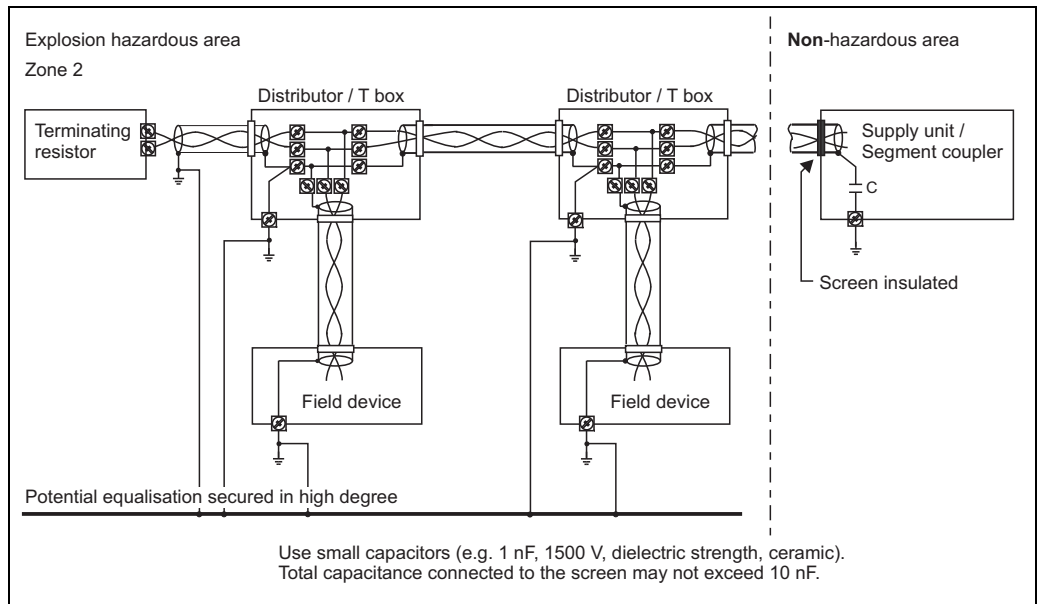 Explosion hazardous area
Zone 2
Non-hazardous area
Distributor / T box
Distributor / T box
Terminating
resistor
Supply unit /
Segment coupler
C
Screen insulated
Field device
Field device
Potential equalisation secured in high degree
Use small capacitors (e.g. 1 nF, 1500 V, dielectric strength, ceramic).
Total capacitance connected to the screen may not exceed 10 nF.